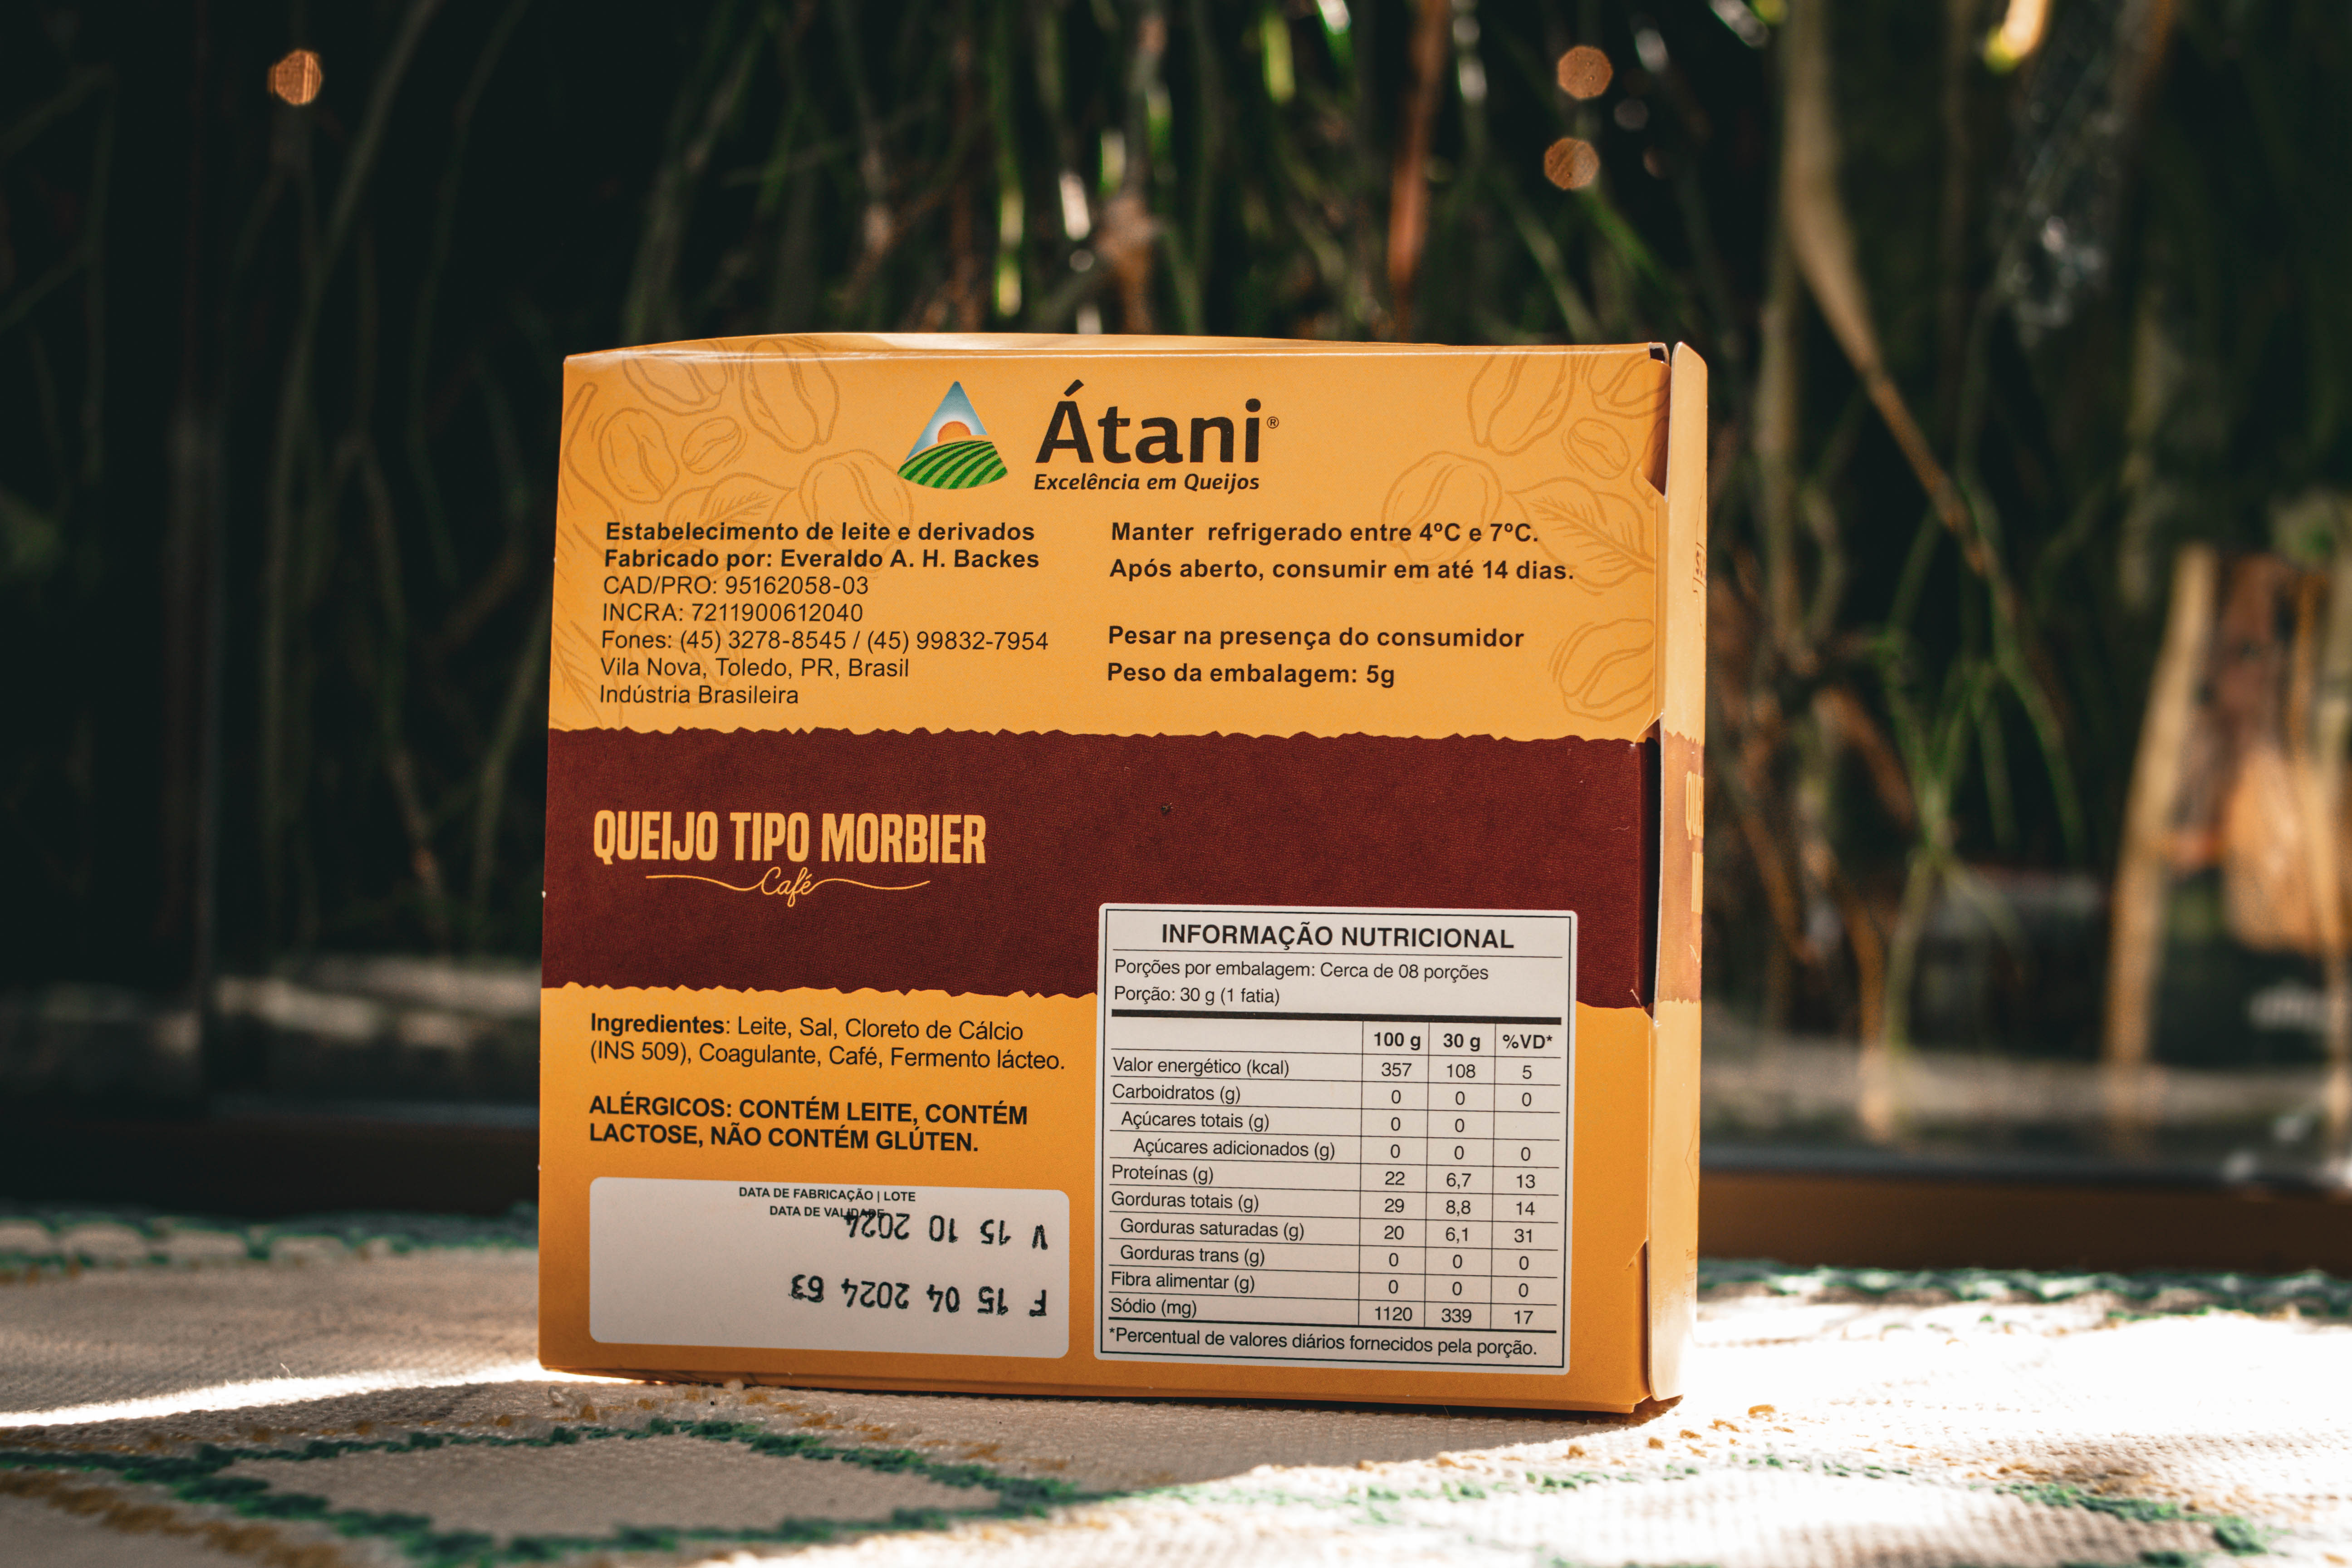 Átani®
Excelência em Queijos
Estabelecimento de leite e derivados
Fabricado por: Everaldo A. H. Backes
CAD/PRO: 95162058-03
INCRA: 7211900612040
Fones: (45) 3278-8545 / (45) 99832-7954
Vila Nova, Toledo, PR, Brasil
Indústria Brasileira
Manter refrigerado entre 4ºC e 7ºC.
Após aberto, consumir em até 14 dias.
Pesar na presença do consumidor
Peso da embalagem: 5g
QUEIJO TIPO MORBIER
Café
Ingredientes: Leite, Sal, Cloreto de Cálcio
(INS 509), Coagulante, Café, Fermento lácteo.
ALÉRGICOS: CONTÉM LEITE, CONTÉM
LACTOSE, NÃO CONTÉM GLÚTEN.
DATA DE FABRICAÇÃO | LOTE
DATA DE VALIDADE
F 15 04 2024 63
V 15 10 2024
INFORMAÇÃO NUTRICIONAL
Porções por embalagem: Cerca de 08 porções
Porção: 30 g (1 fatia)
100 g 30 g %VD*
Valor energético (kcal) 357 108 5
Carboidratos (g) 0 0 0
Açúcares totais (g) 0 0
Açúcares adicionados (g) 0 0 0
Proteínas (g) 22 6,7 13
Gorduras totais (g) 29 8,8 14
Gorduras saturadas (g) 20 6,1 31
Gorduras trans (g) 0 0 0
Fibra alimentar (g) 0 0 0
Sódio (mg) 1120 339 17
*Percentual de valores diários fornecidos pela porção.